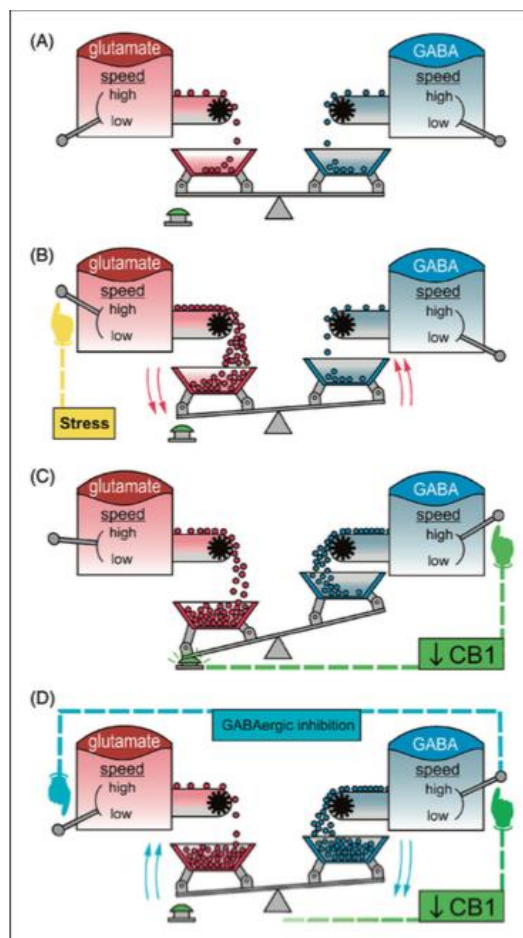 (A)
glutamate
speed
high
low
GABA
speed
high
low
(B)
glutamate
speed
high
low
Stress
GABA
speed
high
low
(C)
glutamate
speed
high
low
GABA
speed
high
low
↓ CB1
(D)
GABAergic inhibition
glutamate
speed
high
low
GABA
speed
high
low
↓ CB1